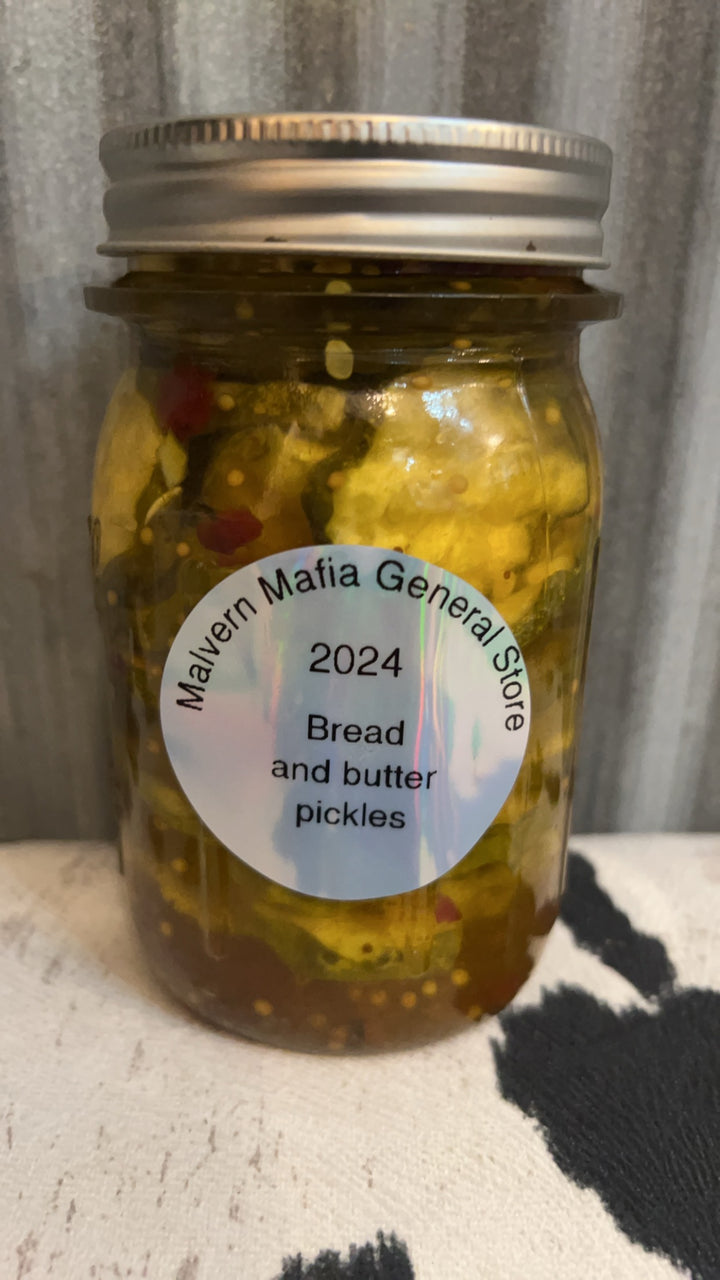 Malvern Mafia General Store
2024
Bread
and butter
pickles